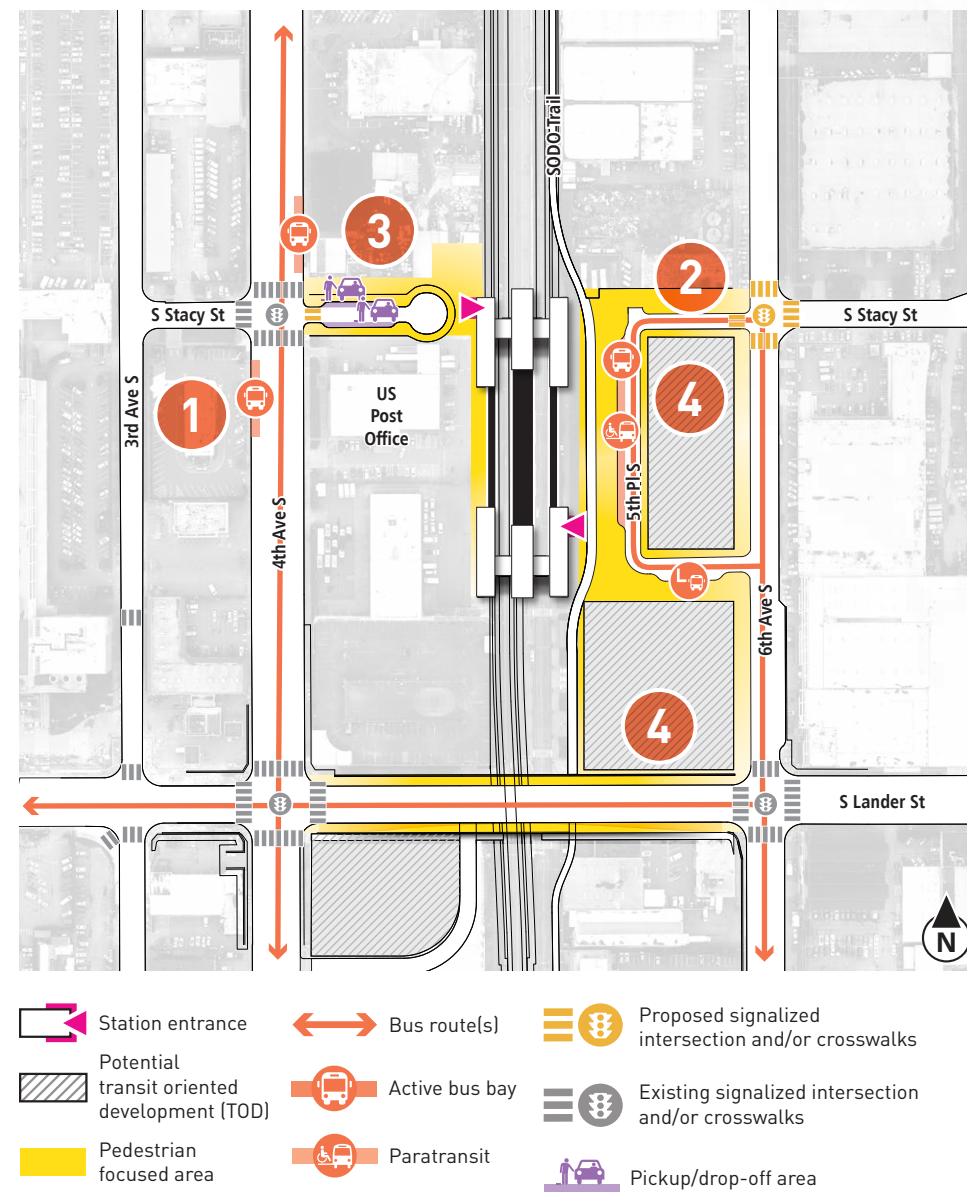 SODO Trail
3
2
S Stacy St
S Stacy St
3rd Ave S
1
US
Post
Office
4
4th Ave S
5th Pl S
L
6th Ave S
4
S Lander St
N
Station entrance
Bus route(s)
Proposed signalized
intersection and/or crosswalks
Potential
transit oriented
development (TOD)
Active bus bay
Existing signalized intersection
and/or crosswalks
Pedestrian
focused area
Paratransit
Pickup/drop-off area